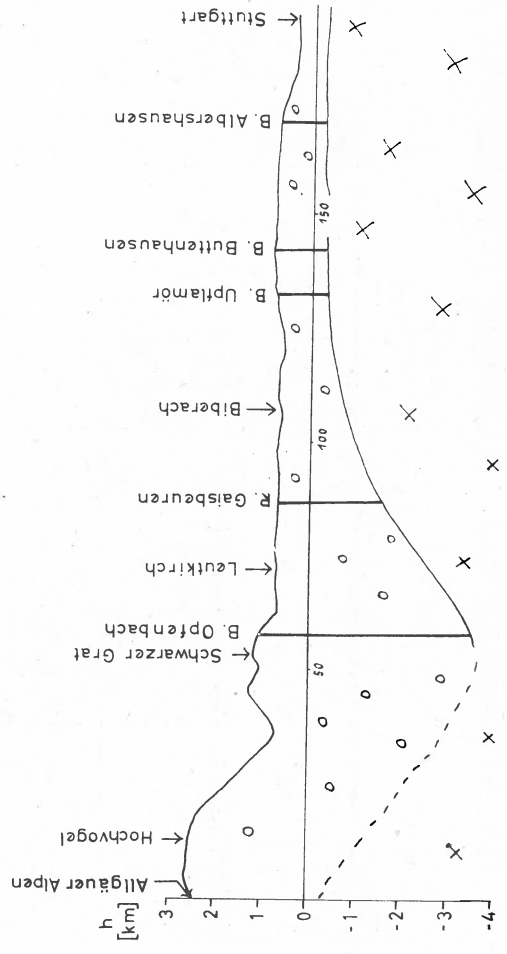 Stuttgart
B. Albershausen
B. Buttenhausen
B. Upflamör
Biberach
R. Gaisbeuren
Leutkirch
B. Opfenbach
Schwarzer Grat
Hochvogel
Allgäuer Alpen
150
100
50
h
[km]
3
2
1
0
-1
-2
-3
-4